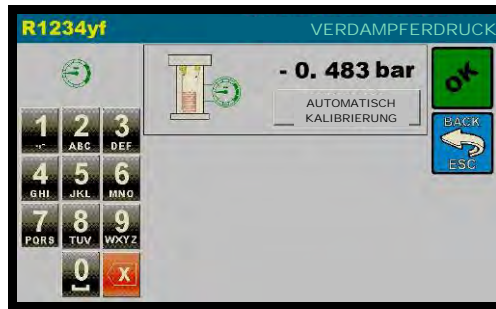 R1234yf VERDAMPFERDRUCK
- 0. 483 bar
OK
AUTOMATISCH
KALIBRIERUNG
BACK
ESC
1 2 3
ABC DEF
4 5 6
GHI JKL MNO
7 8 9
PQRS TUV WXYZ
0 X